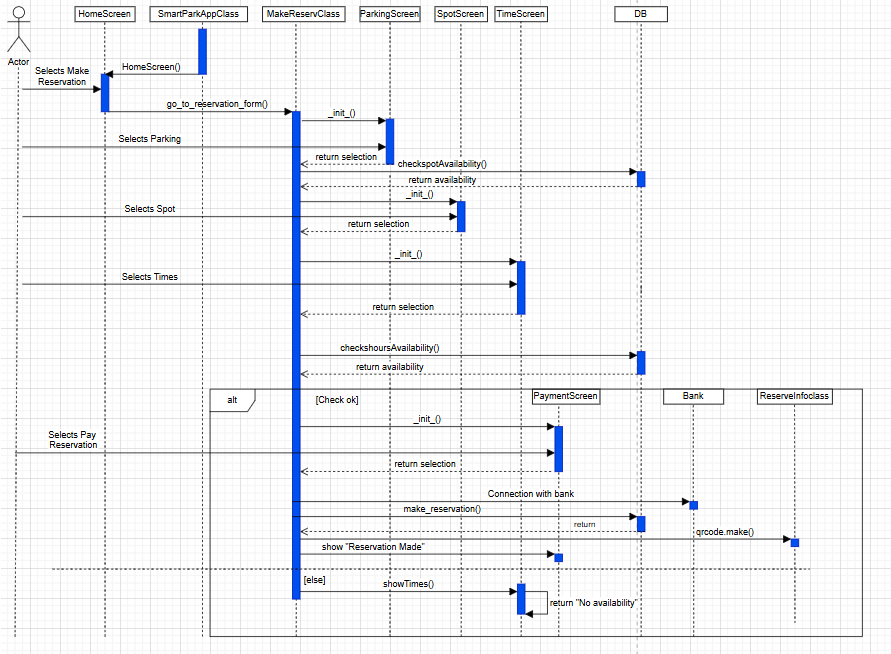 HomeScreen
SmartParkAppClass
MakeReservClass
ParkingScreen
SpotScreen
TimeScreen
DB
Actor
HomeScreen()
Selects Make
Reservation
go_to_reservation_form()
_init_()
Selects Parking
return selection
checkspotAvailability()
return availability
_init_()
Selects Spot
return selection
_init_()
Selects Times
return selection
checkshoursAvailability()
return availability
alt
[Check ok]
PaymentScreen
Bank
ReserveInfoclass
_init_()
Selects Pay
Reservation
return selection
Connection with bank
make_reservation()
return
qrcode.make()
show "Reservation Made"
[else]
showTimes()
return "No availability"